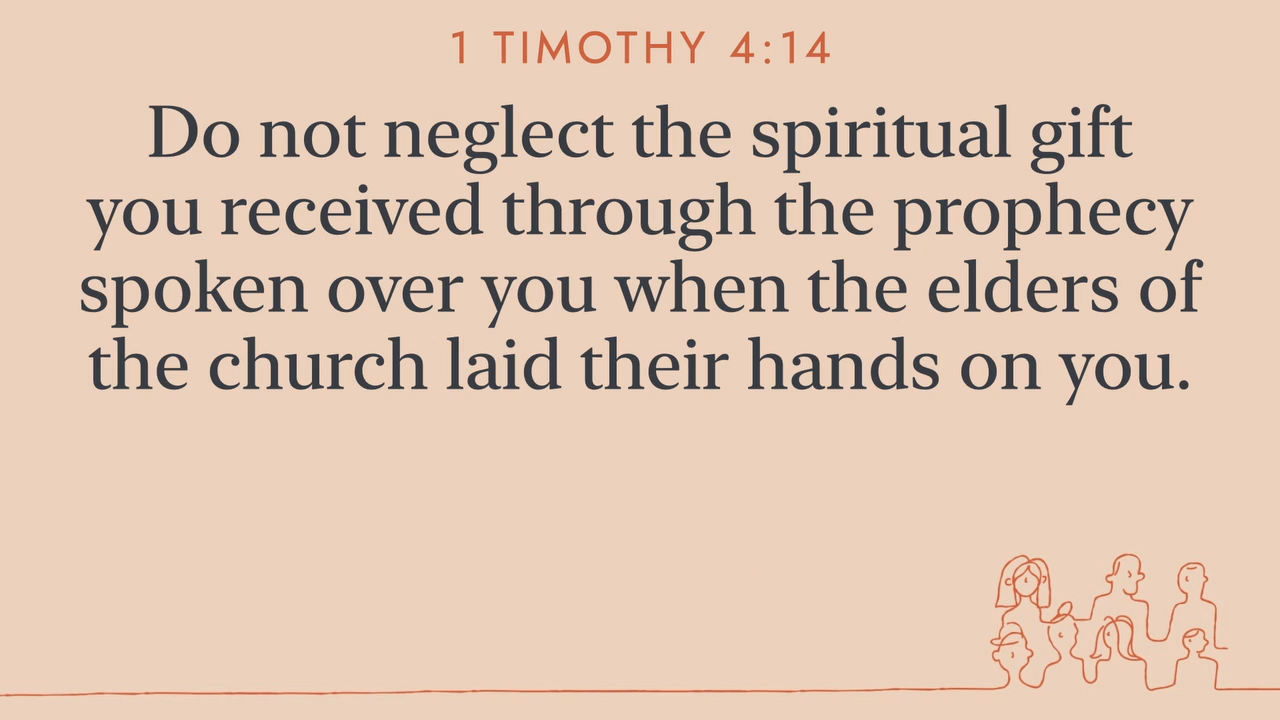 1 TIMOTHY 4:14
Do not neglect the spiritual gift
you received through the prophecy
spoken over you when the elders of
the church laid their hands on you.